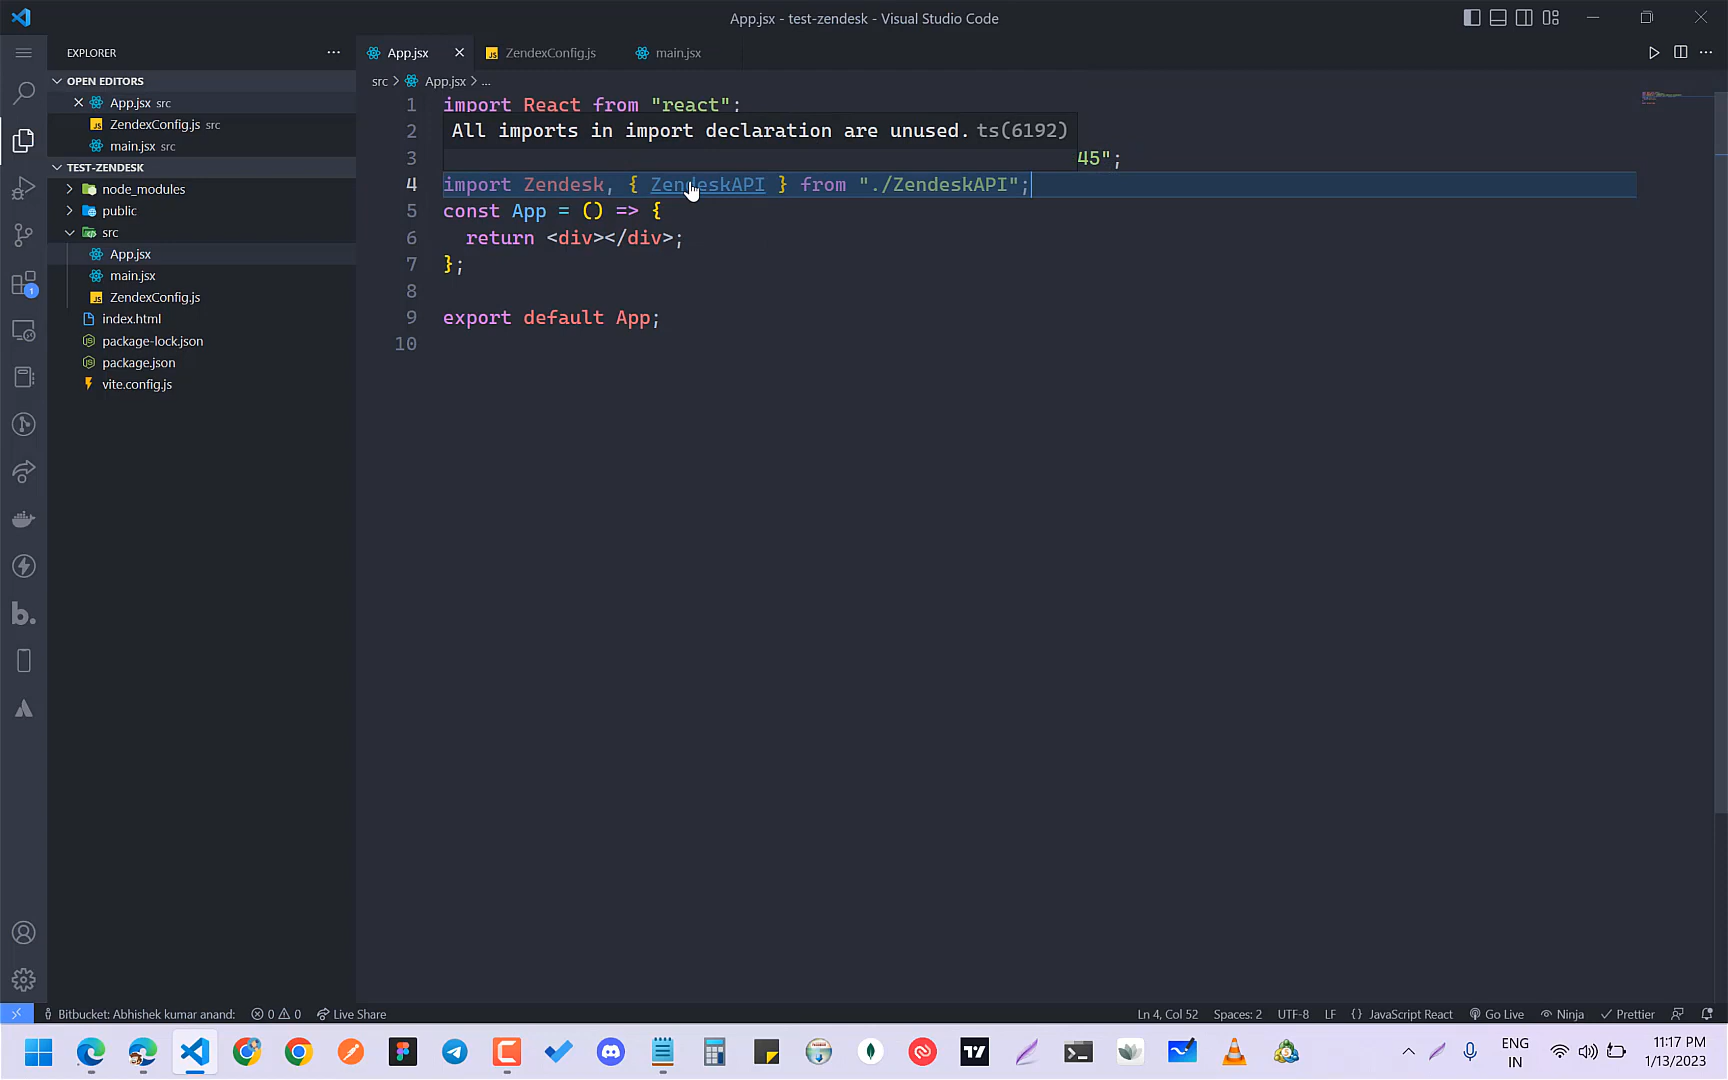 App.jsx - test-zendesk - Visual Studio Code
EXPLORER
OPEN EDITORS
App.jsx src
ZendexConfig.js src
main.jsx src
TEST-ZENDESK
node_modules
public
src
App.jsx
main.jsx
ZendexConfig.js
index.html
package-lock.json
package.json
vite.config.js
1
App.jsx
ZendexConfig.js
main.jsx
src > App.jsx > ...
1 import React from "react";
2 All imports in import declaration are unused. ts(6192)
3 45";
4 import Zendesk, { ZendeskAPI } from "./ZendeskAPI";
5 const App = () => {
6 return <div></div>;
7 };
8
9 export default App;
10
Bitbucket: Abhishek kumar anand: 0 0 Live Share
Ln 4, Col 52 Spaces: 2 UTF-8 LF {} JavaScript React Go Live Ninja Prettier
ENG
IN
11:17 PM
1/13/2023